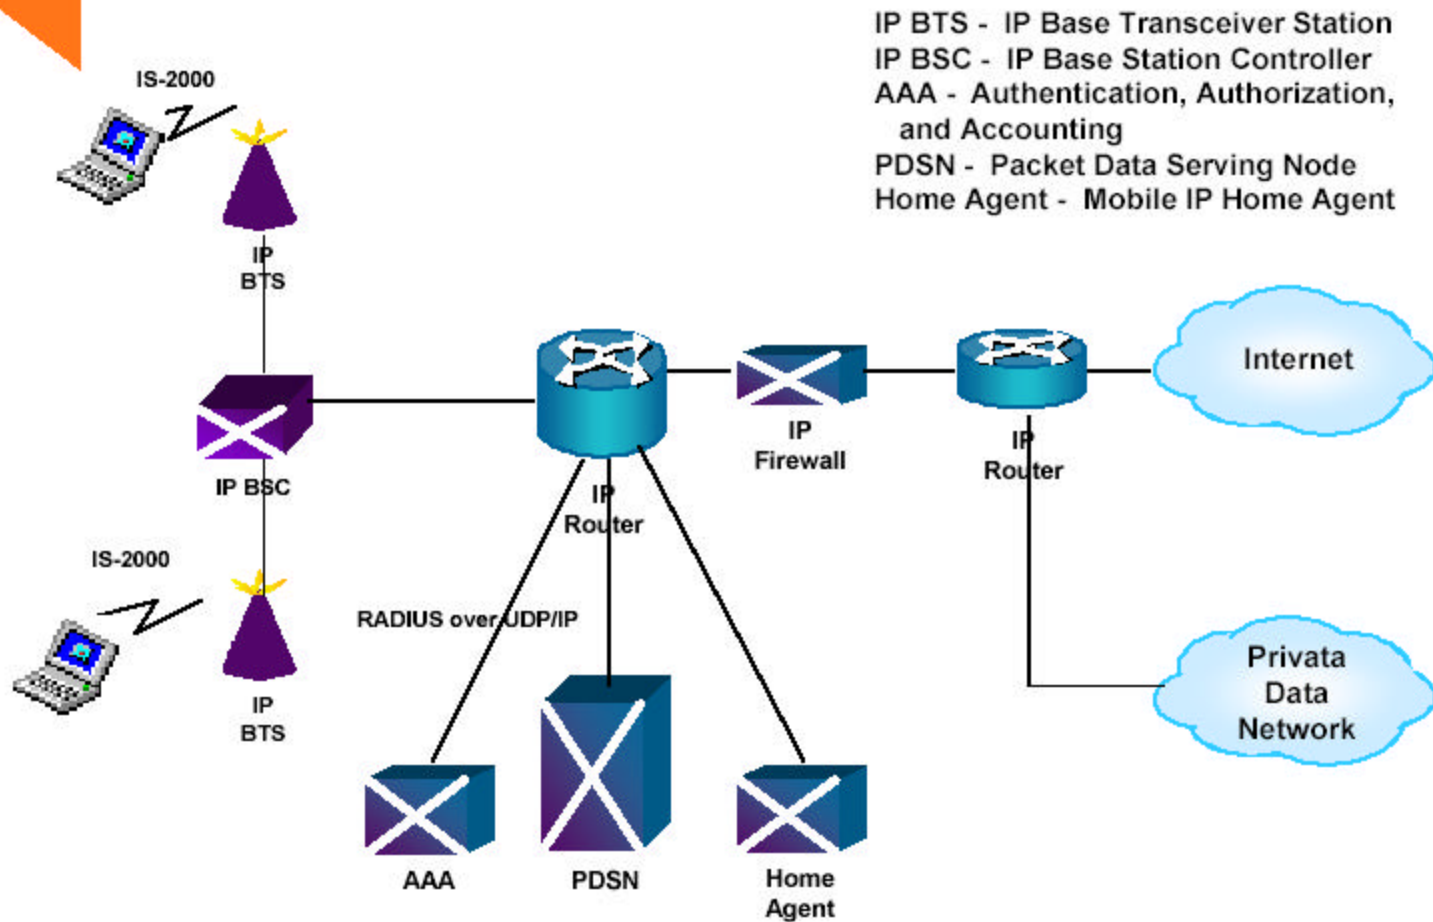 IP BTS - IP Base Transceiver Station
IP BSC - IP Base Station Controller
AAA - Authentication, Authorization,
and Accounting
PDSN - Packet Data Serving Node
Home Agent - Mobile IP Home Agent
IS-2000
IP
BTS
IP BSC
IS-2000
IP
BTS
IP
Router
RADIUS over UDP/IP
IP
Firewall
IP
Router
Internet
Privata
Data
Network
AAA
PDSN
Home
Agent